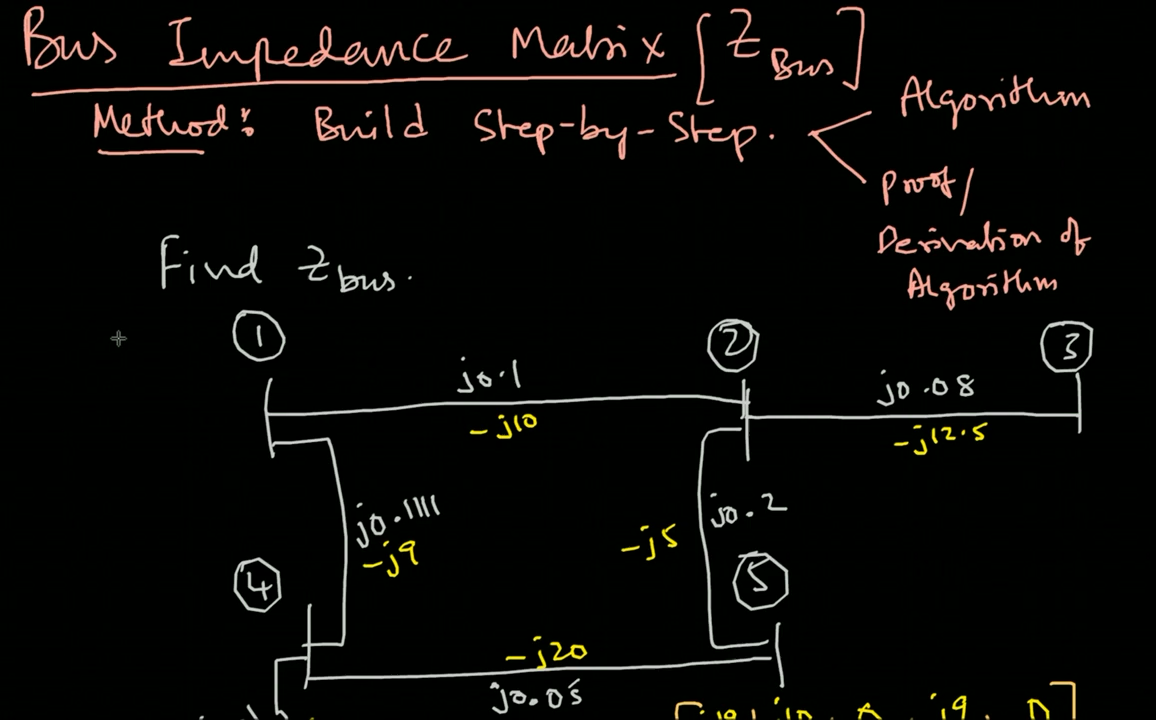 Bus Impedance Matrix [Z Bus]
Method: Build Step-by-Step.
Algorithm
Proof/
Derivation of
Algorithm
Find Z bus.
1
2
3
j0.1
-j10
j0.08
-j12.5
j0.1111
-j9
j0.2
-j5
4
5
-j20
j0.05